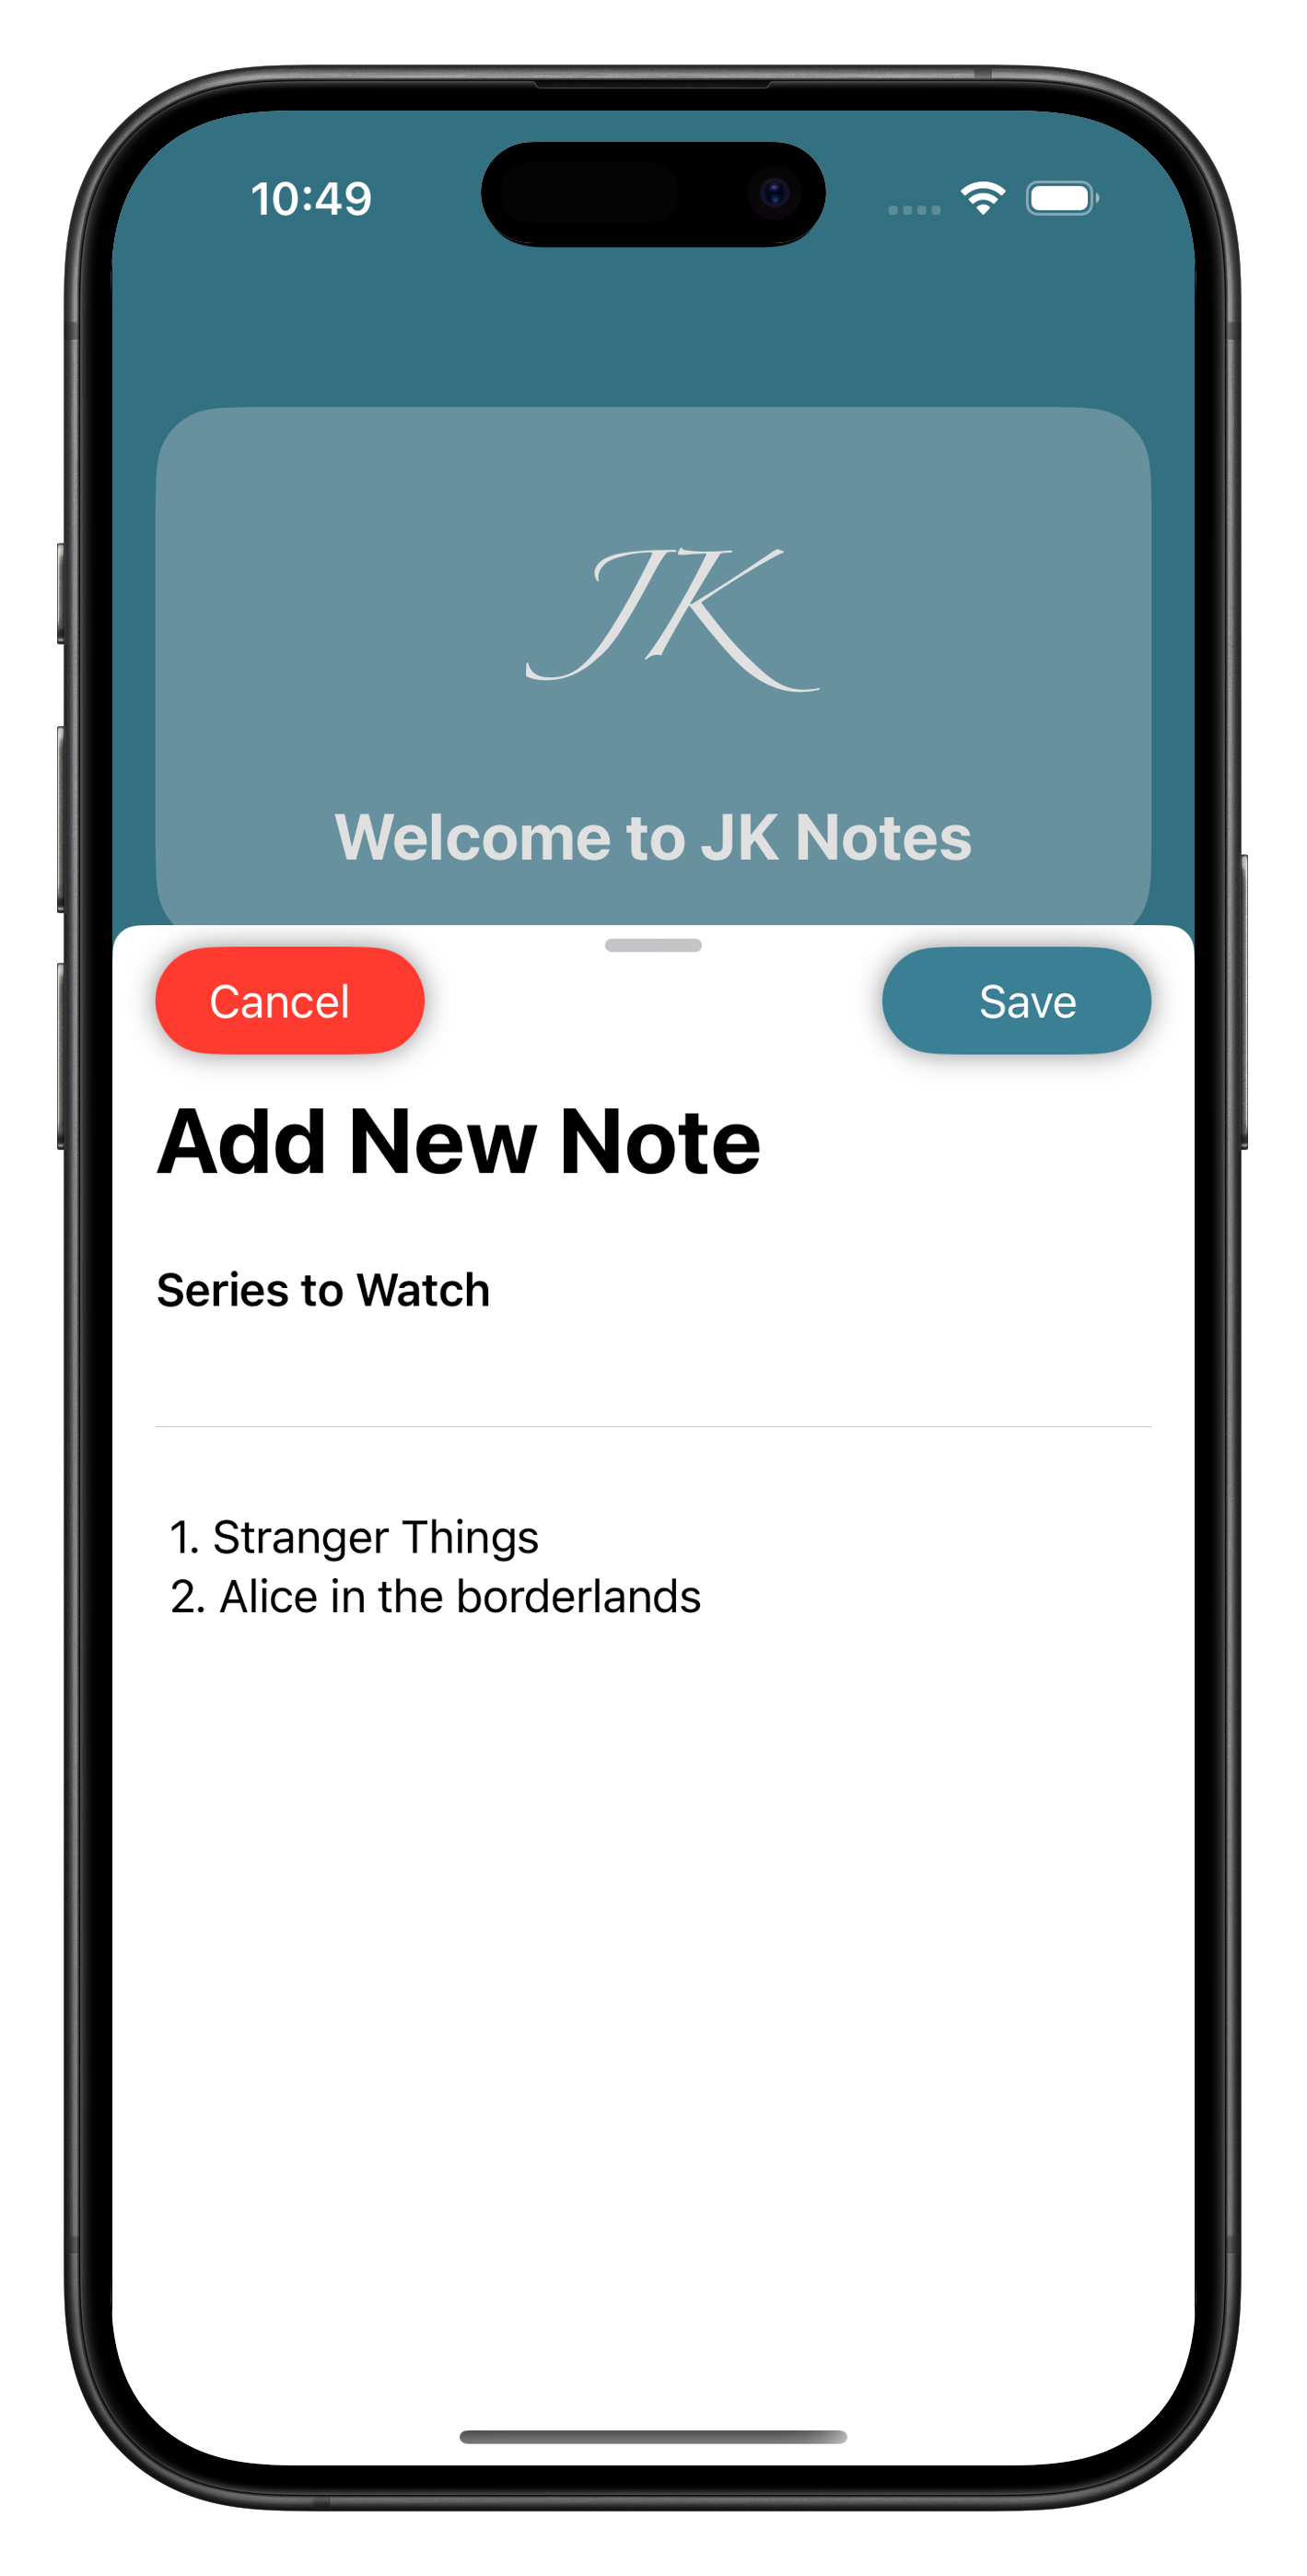 10:49
JK
Welcome to JK Notes
Cancel
Save
Add New Note
Series to Watch
1. Stranger Things
2. Alice in the borderlands